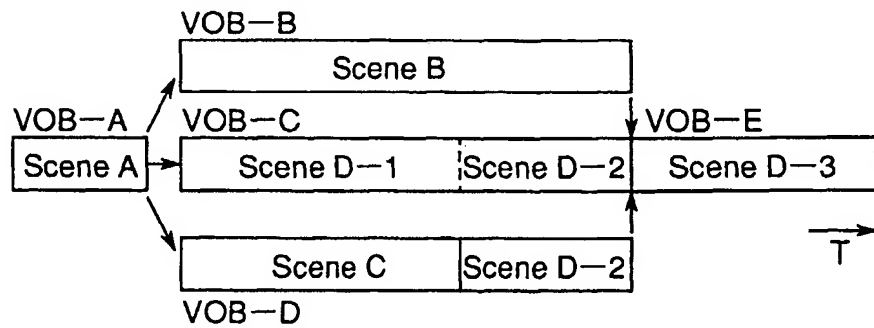 VOB—B
Scene B
VOB—A
VOB—C
VOB—E
Scene A
Scene D—1
Scene D—2
Scene D—3
T
Scene C
Scene D—2
VOB—D